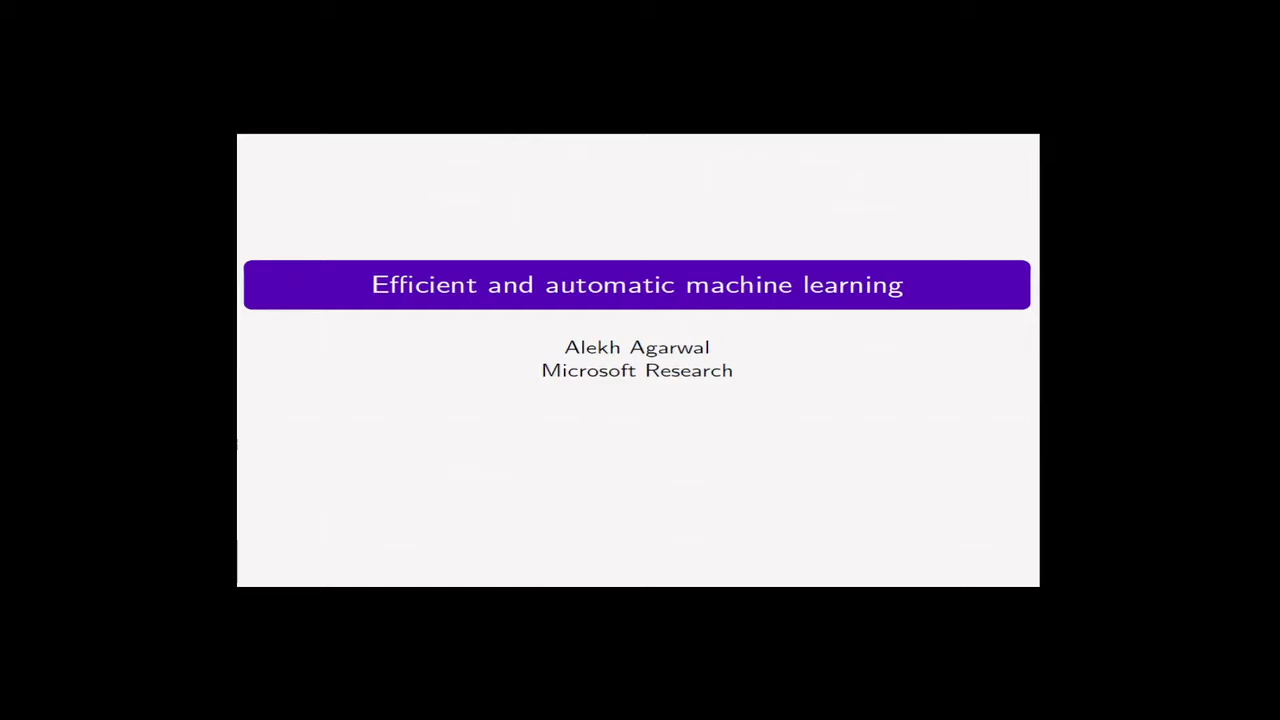 Efficient and automatic machine learning
Alekh Agarwal
Microsoft Research